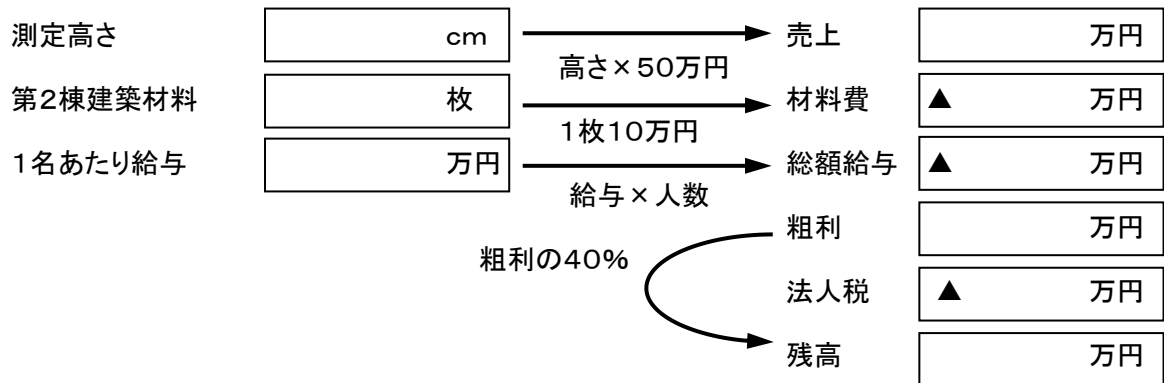 測定高さ cm 売上 万円
高さ×50万円
第2棟建築材料 枚 材料費 ▲ 万円
1枚10万円
1名あたり給与 万円 総額給与 ▲ 万円
給与×人数
粗利 万円
粗利の40%
法人税 ▲ 万円
残高 万円